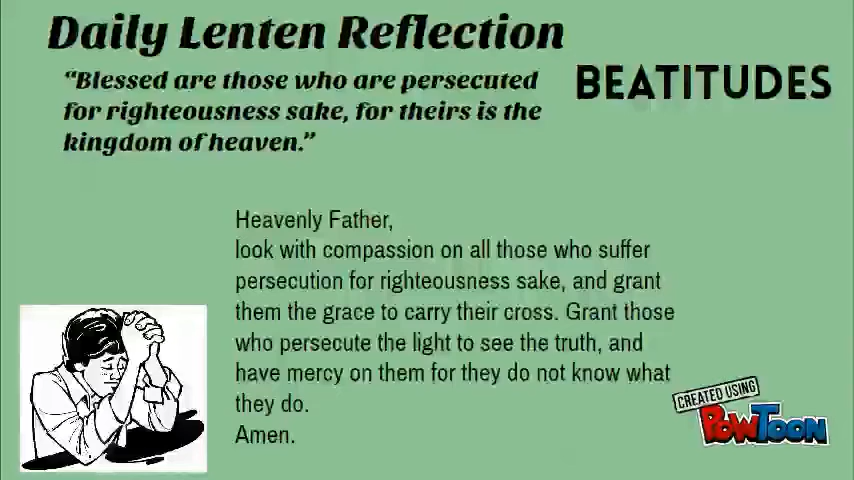 Daily Lenten Reflection
“Blessed are those who are persecuted
for righteousness sake, for theirs is the
kingdom of heaven.”
BEATITUDES
Heavenly Father,
look with compassion on all those who suffer
persecution for righteousness sake, and grant
them the grace to carry their cross. Grant those
who persecute the light to see the truth, and
have mercy on them for they do not know what
they do.
Amen.
CREATED USING
POWTOON